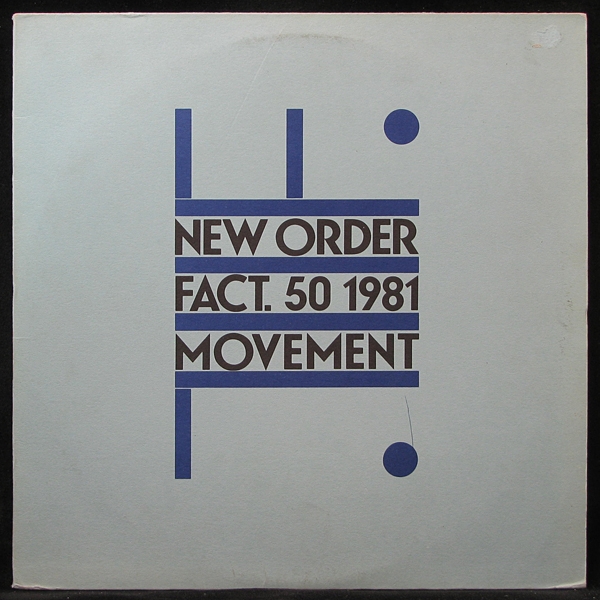 NEW ORDER
FACT. 50 1981
MOVEMENT